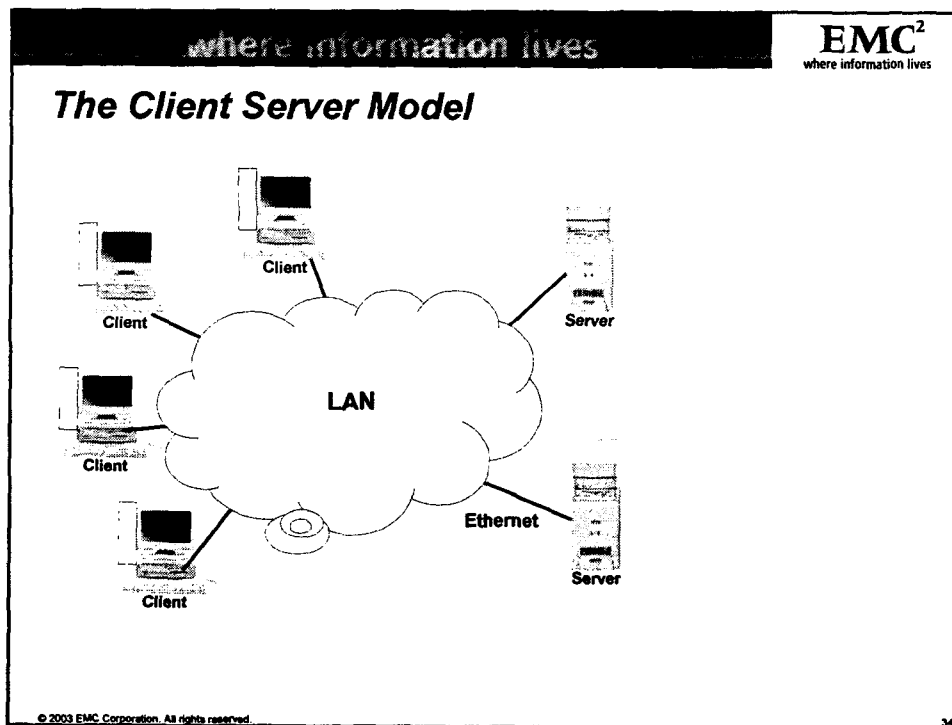 where information lives
EMC²
where information lives
The Client Server Model
Client
Client
Server
LAN
Client
Ethernet
Server
Client
© 2003 EMC Corporation. All rights reserved.